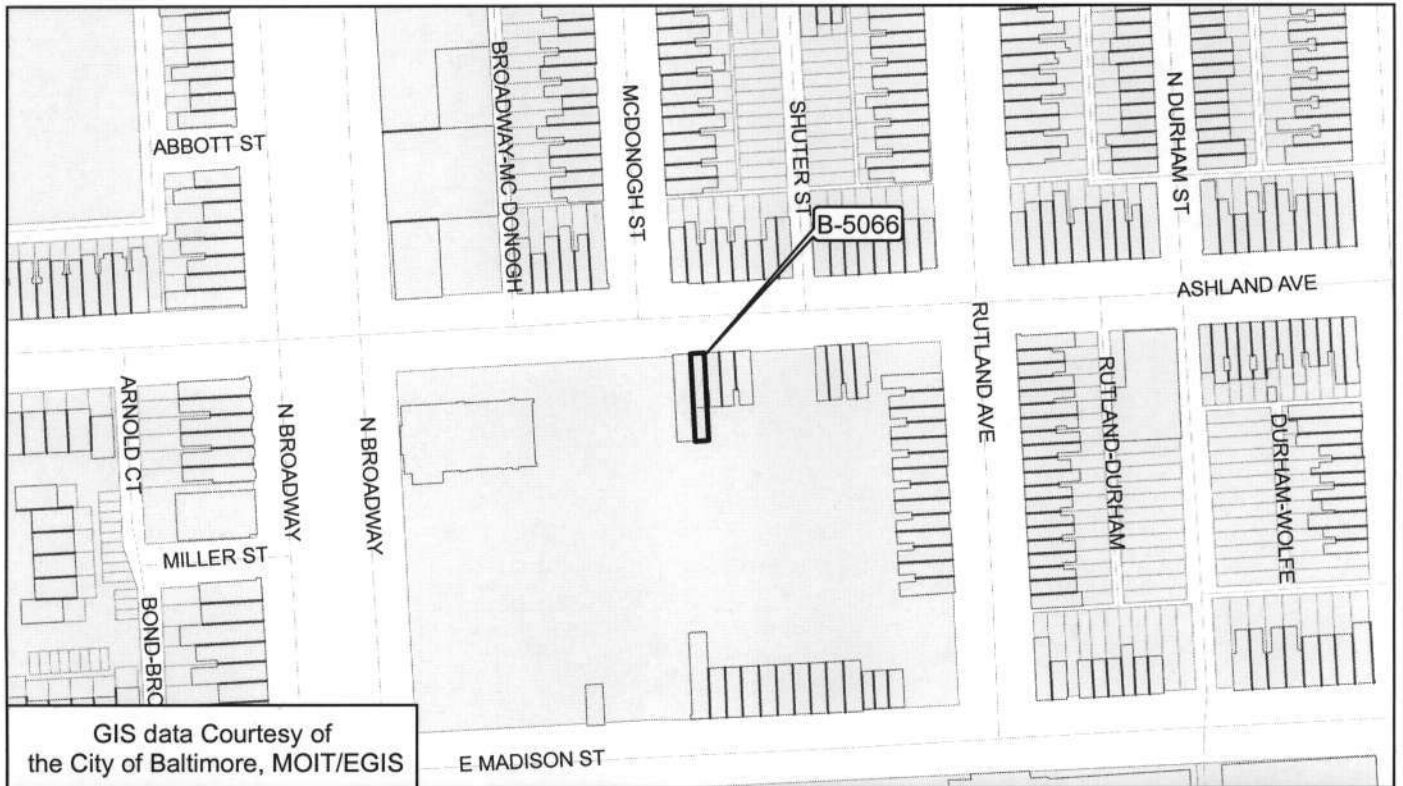 ABBOTT ST
BROADWAY-MC DONOGH
MCDONOGH ST
SHUTER ST
N DURHAM ST
B-5066
ASHLAND AVE
ARNOLD CT
N BROADWAY
N BROADWAY
RUTLAND AVE
RUTLAND-DURHAM
DURHAM-WOLFE
MILLER ST
BOND-BRO
GIS data Courtesy of
the City of Baltimore, MOIT/EGIS
E MADISON ST